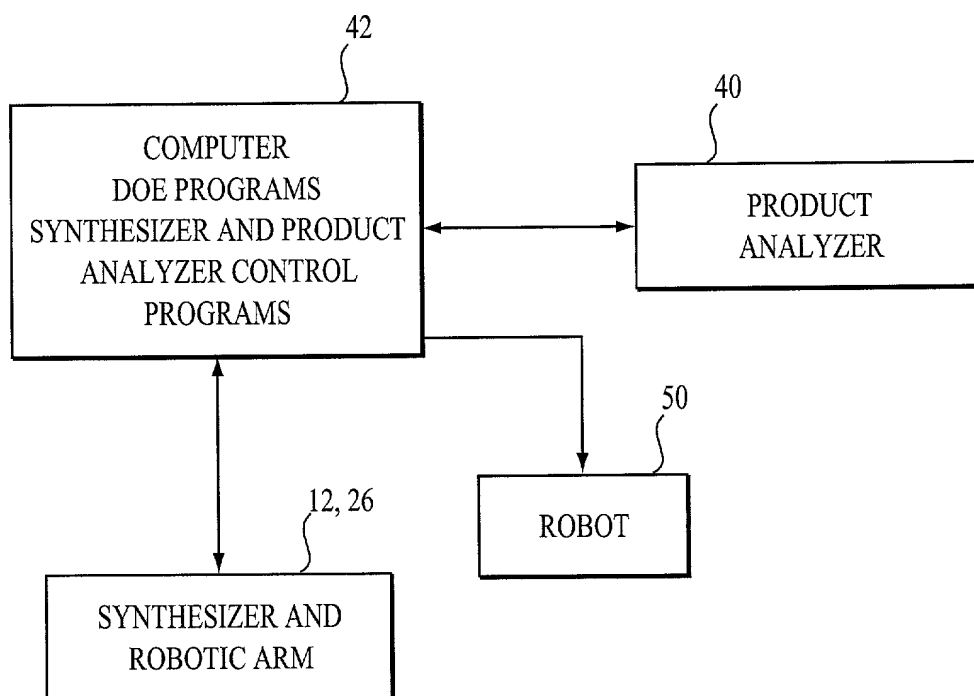 42
COMPUTER
DOE PROGRAMS
SYNTHESIZER AND PRODUCT
ANALYZER CONTROL
PROGRAMS
40
PRODUCT
ANALYZER
50
ROBOT
12, 26
SYNTHESIZER AND
ROBOTIC ARM